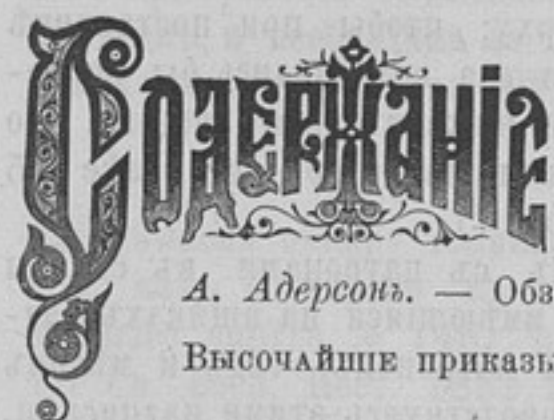 Содержаніе
А. Адерсонъ. — Обз
Высочайшіе приказы